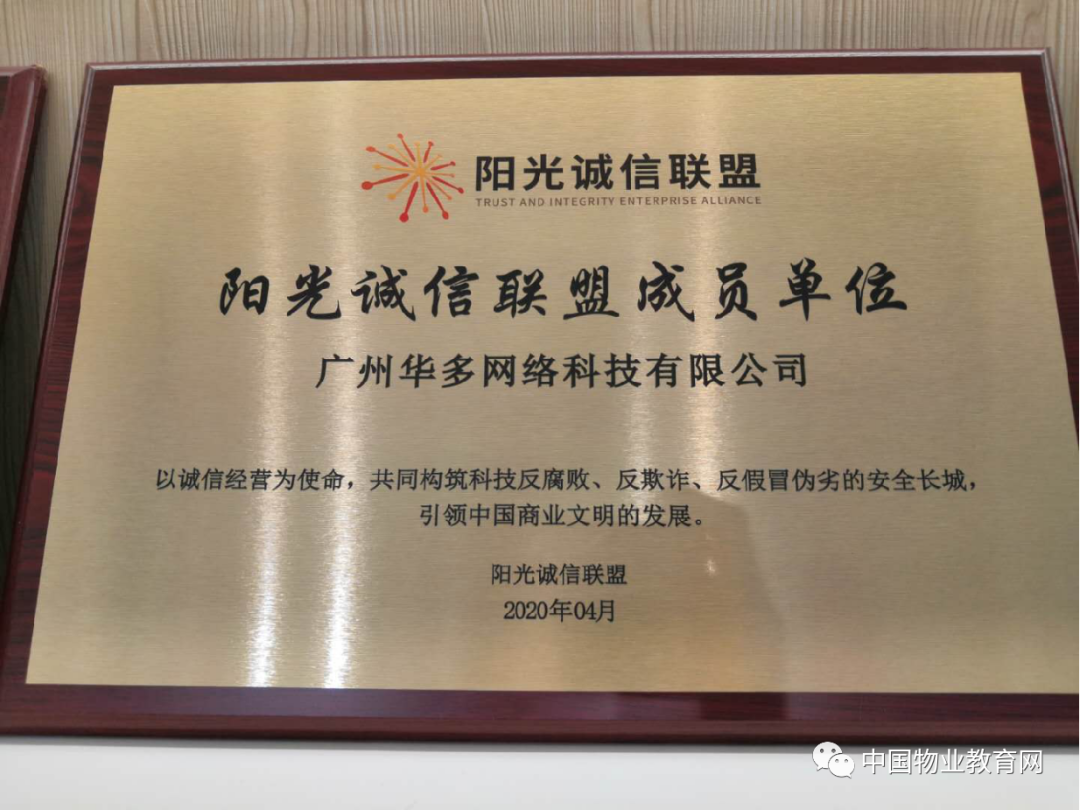 阳光诚信联盟
TRUST AND INTEGRITY ENTERPRISE ALLIANCE
阳光诚信联盟成员单位
广州华多网络科技有限公司
以诚信经营为使命，共同构筑科技反腐败、反欺诈、反假冒伪劣的安全长城，
引领中国商业文明的发展。
阳光诚信联盟
2020年04月
中国物业教育网